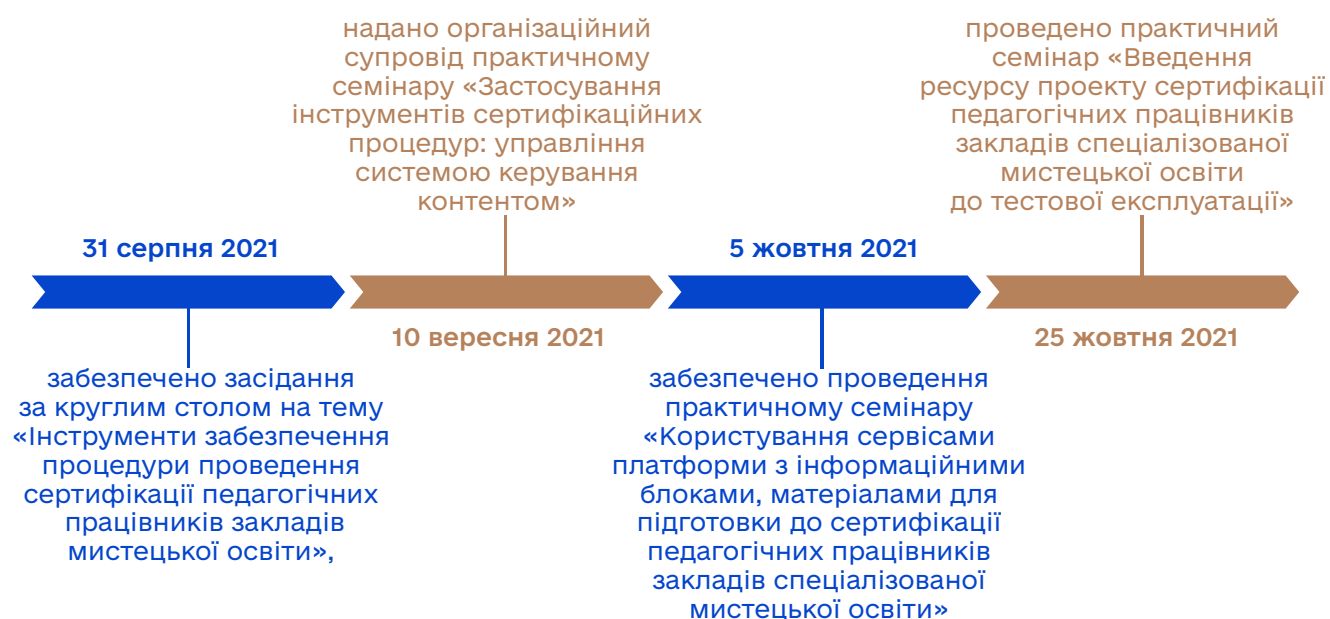 31 серпня 2021
забезпечено засідання
за круглим столом на тему
«Інструменти забезпечення
процедури проведення
сертифікації педагогічних
працівників закладів
мистецької освіти»,
надано організаційний
супровід практичному
семінару «Застосування
інструментів сертифікаційних
процедур: управління
системою керування
контентом»
10 вересня 2021
5 жовтня 2021
забезпечено проведення
практичному семінару
«Користування сервісами
платформи з інформаційними
блоками, матеріалами для
підготовки до сертифікації
педагогічних працівників
закладів спеціалізованої
мистецької освіти»
проведено практичний
семінар «Введення
ресурсу проекту сертифікації
педагогічних працівників
закладів спеціалізованої
мистецької освіти
до тестової експлуатації»
25 жовтня 2021